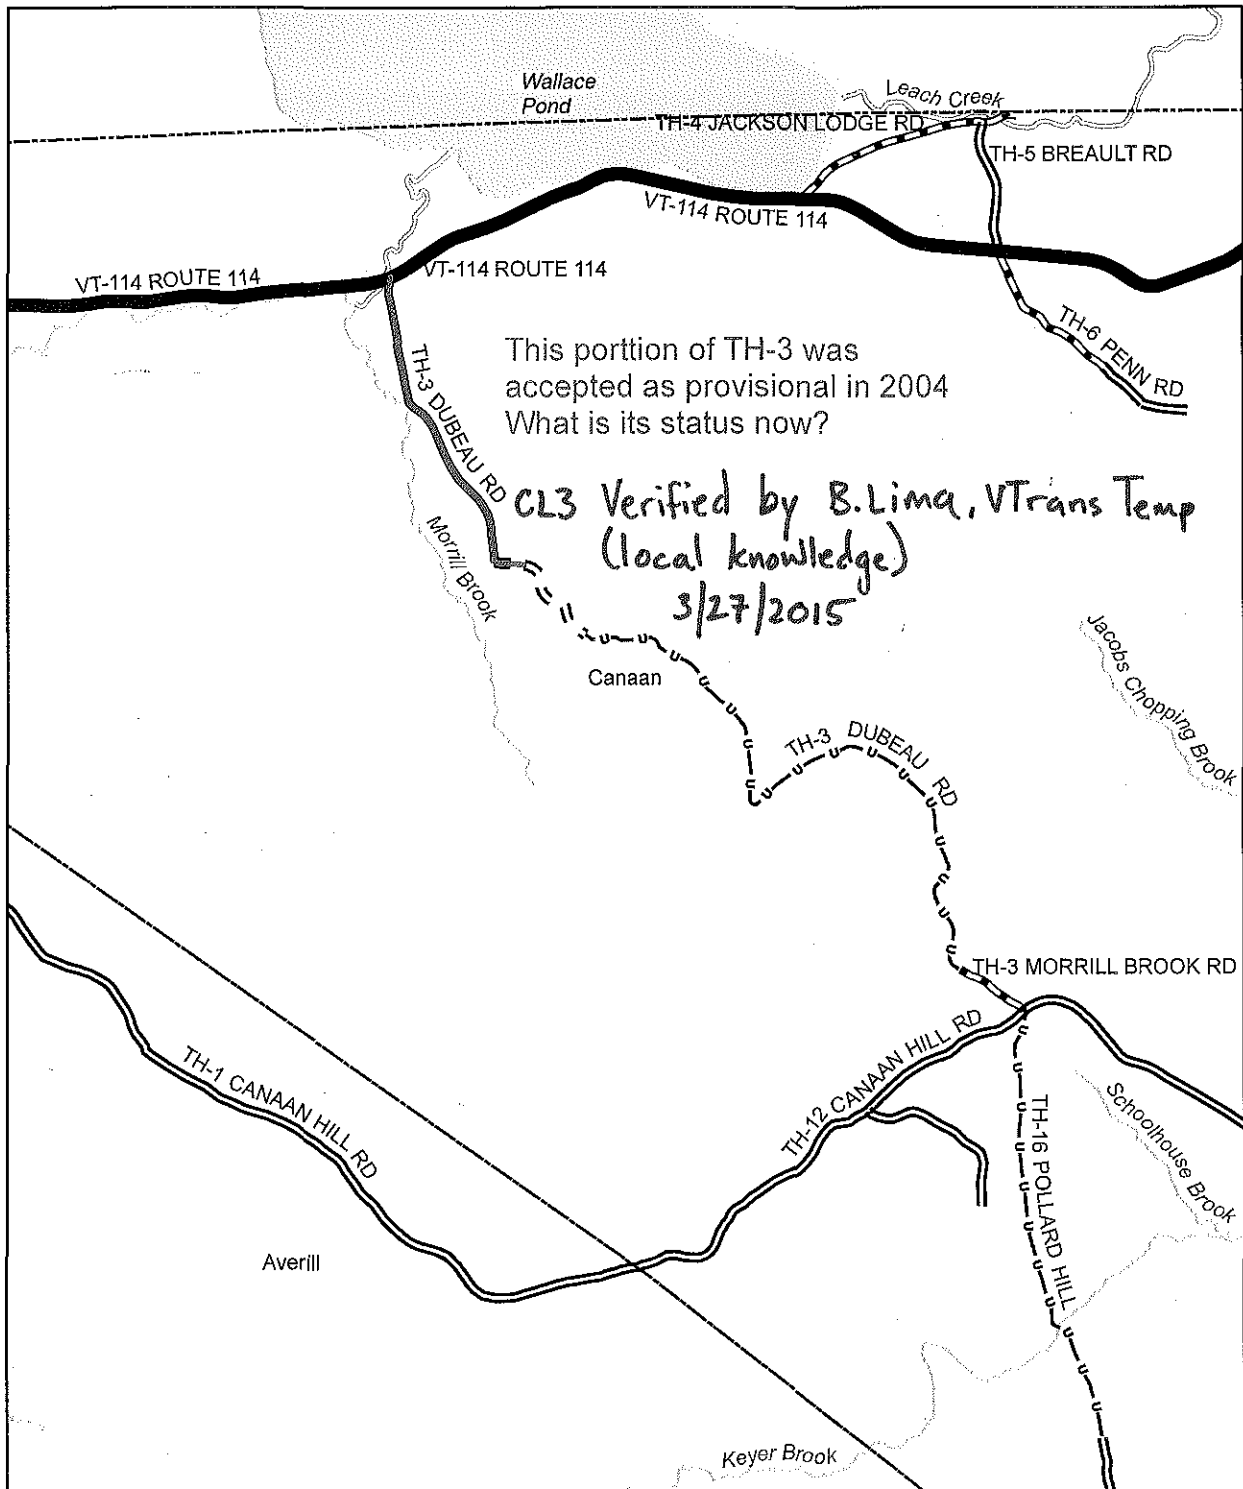 Wallace
Pond
Leach Creek
TH-4 JACKSON LODGE RD
TH-5 BREAULT RD
VT-114 ROUTE 114
VT-114 ROUTE 114
VT-114 ROUTE 114
TH-6 PENN RD
This porttion of TH-3 was
accepted as provisional in 2004
What is its status now?
TH-3 DUBEAU RD
CL3 Verified by B.Lima, VTrans Temp
(local knowledge)
3/27/2015
Morrill Brook
Canaan
Jacobs Chopping Brook
TH-3 DUBEAU RD
TH-3 MORRILL BROOK RD
TH-1 CANAAN HILL RD
TH-12 CANAAN HILL RD
TH-16 POLLARD HILL
Schoolhouse Brook
Averill
Keyer Brook